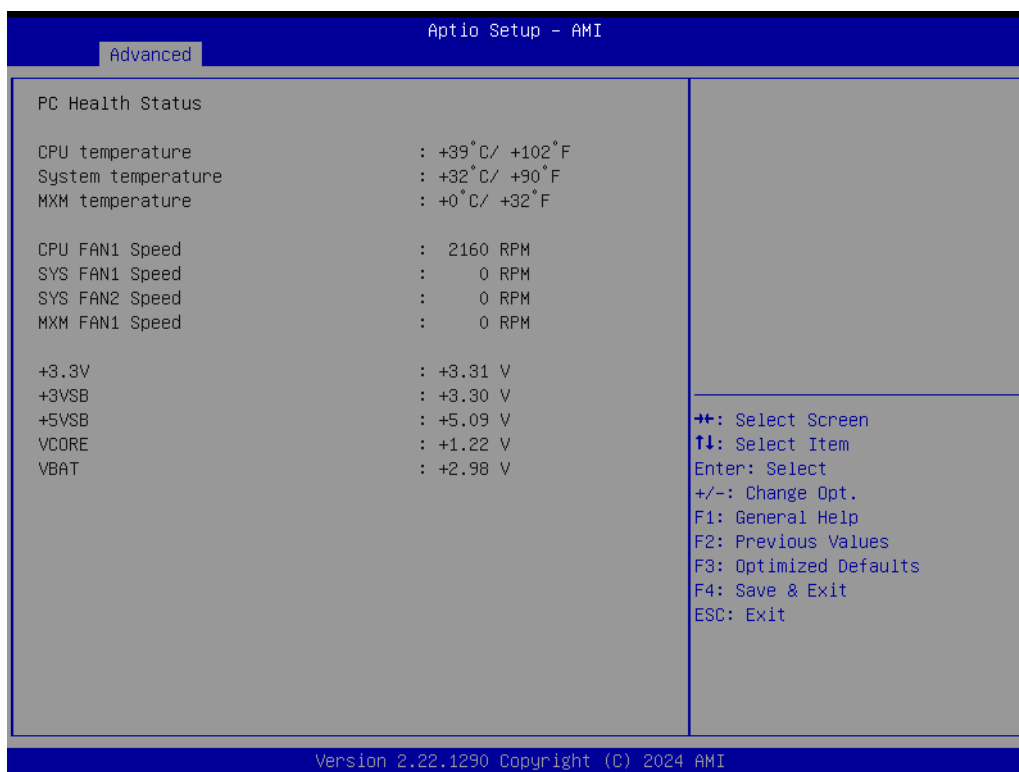 Aptio Setup - AMI
Advanced
PC Health Status
CPU temperature : +39°C/ +102°F
System temperature : +32°C/ +90°F
MXM temperature : +0°C/ +32°F
CPU FAN1 Speed : 2160 RPM
SYS FAN1 Speed : 0 RPM
SYS FAN2 Speed : 0 RPM
MXM FAN1 Speed : 0 RPM
+3.3V : +3.31 V
+3VSB : +3.30 V
+5VSB : +5.09 V
VCORE : +1.22 V
VBAT : +2.98 V
→←: Select Screen
↑↓: Select Item
Enter: Select
+/-: Change Opt.
F1: General Help
F2: Previous Values
F3: Optimized Defaults
F4: Save & Exit
ESC: Exit
Version 2.22.1290 Copyright (C) 2024 AMI